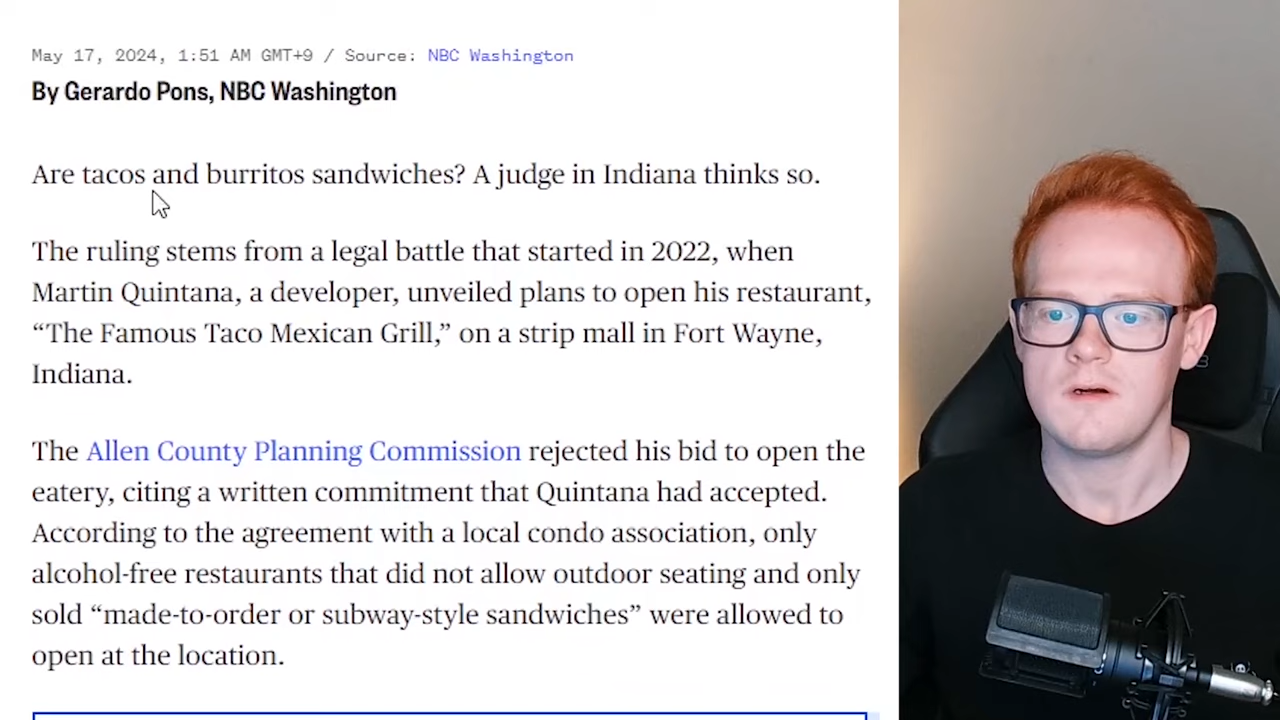 May 17, 2024, 1:51 AM GMT+9 / Source: NBC Washington
By Gerardo Pons, NBC Washington
Are tacos and burritos sandwiches? A judge in Indiana thinks so.
The ruling stems from a legal battle that started in 2022, when
Martin Quintana, a developer, unveiled plans to open his restaurant,
“The Famous Taco Mexican Grill,” on a strip mall in Fort Wayne,
Indiana.
The Allen County Planning Commission rejected his bid to open the
eatery, citing a written commitment that Quintana had accepted.
According to the agreement with a local condo association, only
alcohol-free restaurants that did not allow outdoor seating and only
sold “made-to-order or subway-style sandwiches” were allowed to
open at the location.